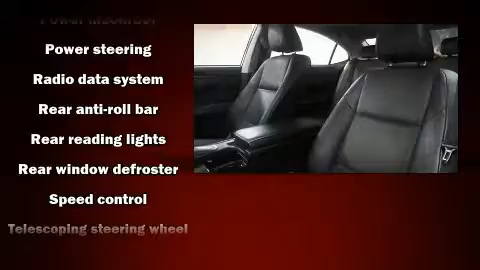 Power steering
Radio data system
Rear anti-roll bar
Rear reading lights
Rear window defroster
Speed control
Telescoping steering wheel